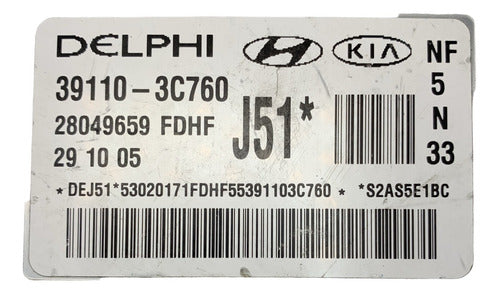 DELPHI KIA NF
39110-3C760 5
28049659 FDHF J51* N
29 10 05 33
*DEJ51*53020171FDHF55391103C760* *S2AS5E1BC